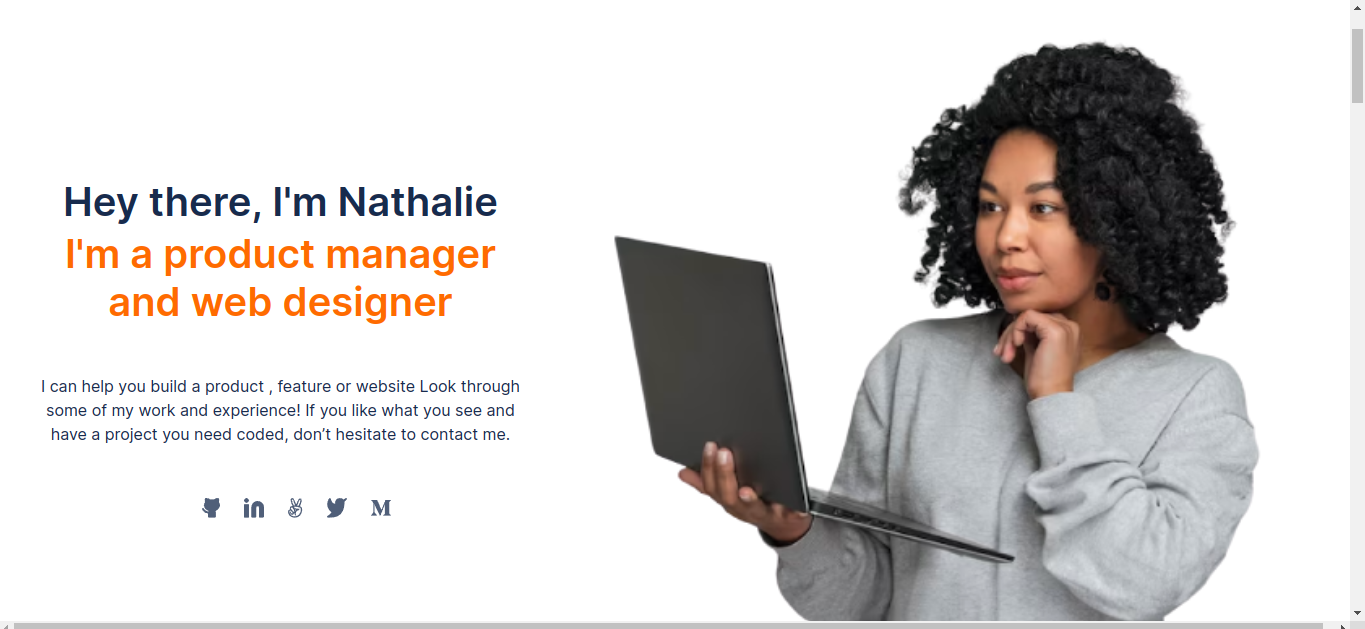 Hey there, I'm Nathalie
I'm a product manager
and web designer
I can help you build a product , feature or website Look through
some of my work and experience! If you like what you see and
have a project you need coded, don’t hesitate to contact me.